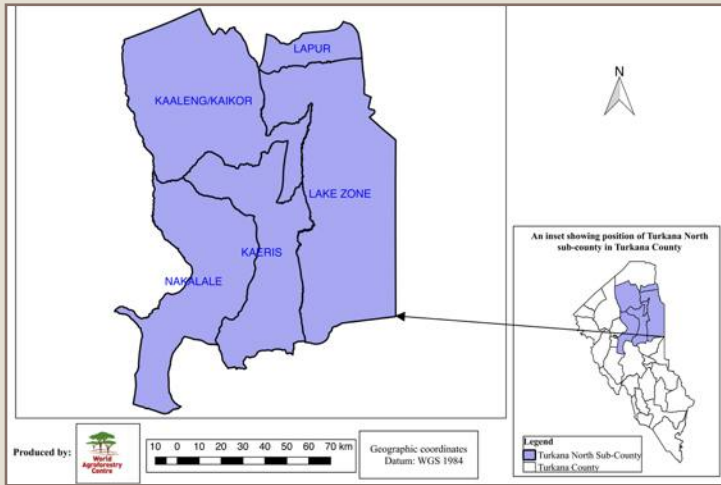 LAPUR
N
KAALENG/KAIKOR
LAKE ZONE
KAERIS
NAKALALE
An inset showing position of Turkana North
sub-county in Turkana County
Legend
Turkana North Sub-County
Turkana County
Produced by:
World
Agroforestry
Centre
10 0 10 20 30 40 50 60 70 km
Geographic coordinates
Datum: WGS 1984